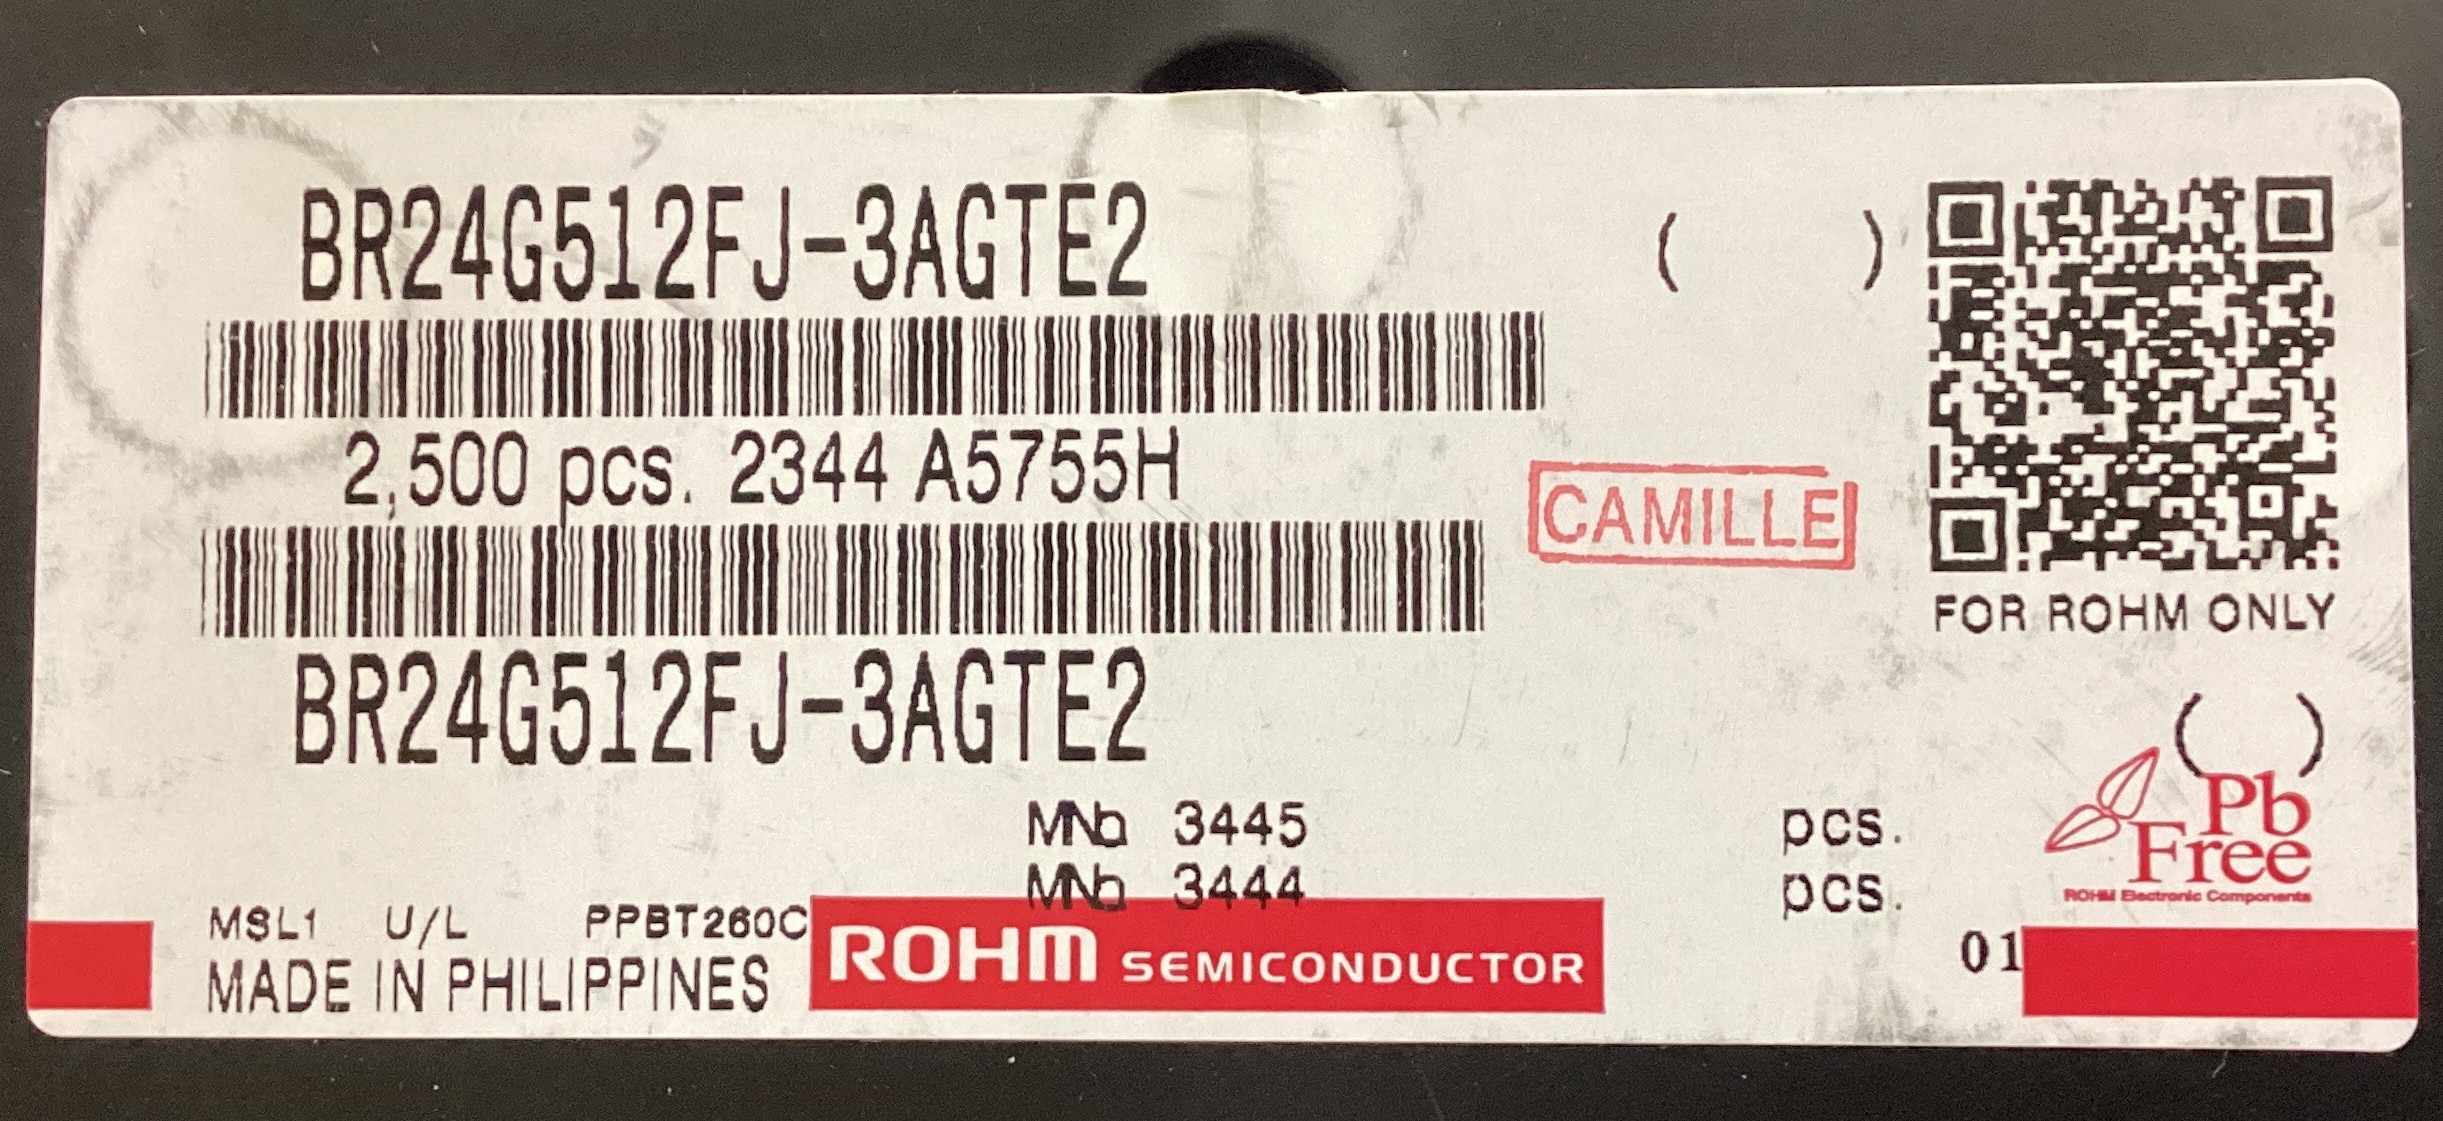 BR24G512FJ-3AGTE2 ( )
2,500 pcs. 2344 A5755H
CAMILLE
FOR ROHM ONLY
BR24G512FJ-3AGTE2
( )
MNo 3445 pcs.
MNo 3444 pcs.
Pb
Free
ROHM Electronic Components
MSL1 U/L PPBT260C
MADE IN PHILIPPINES
ROHM SEMICONDUCTOR
01